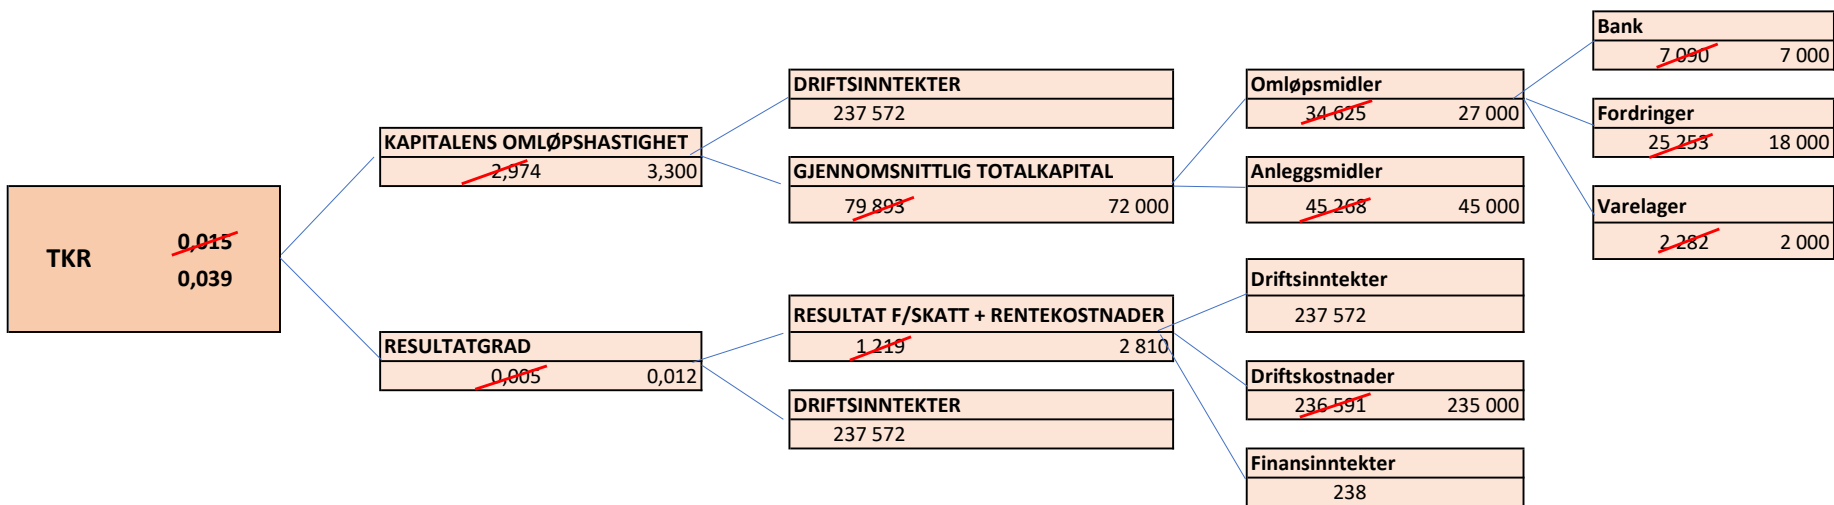 TKR
0,015
0,039
KAPITALENS OMLØPSHASTIGHET
2,974 3,300
RESULTATGRAD
0,005 0,012
DRIFTSINNTEKTER
237 572
GJENNOMSNITTLIG TOTALKAPITAL
79 893 72 000
RESULTAT F/SKATT + RENTEKOSTNADER
1 219 2 810
DRIFTSINNTEKTER
237 572
Omløpsmidler
34 625 27 000
Anleggsmidler
45 268 45 000
Driftsinntekter
237 572
Driftskostnader
236 591 235 000
Finansinntekter
238
Bank
7 090 7 000
Fordringer
25 253 18 000
Varelager
2 282 2 000